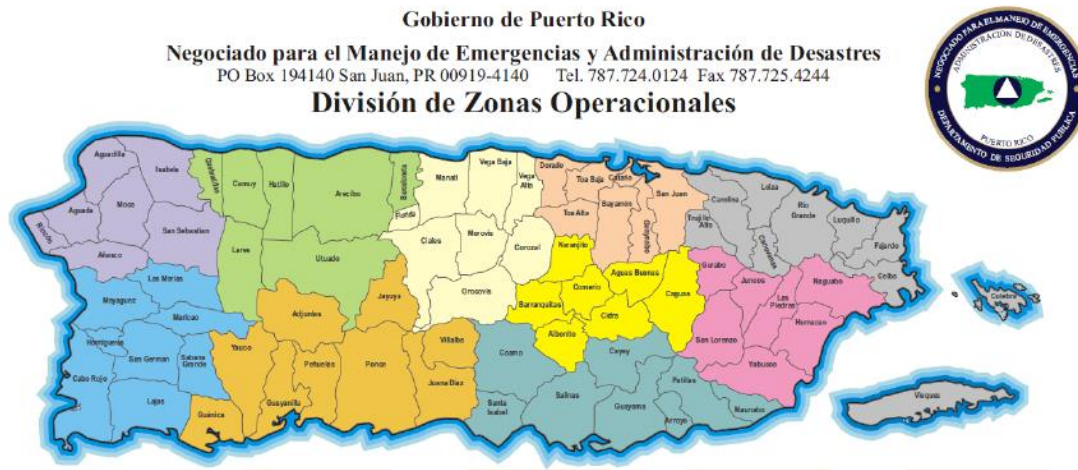 Gobierno de Puerto Rico
Negociado para el Manejo de Emergencias y Administración de Desastres
PO Box 194140 San Juan, PR 00919-4140 Tel. 787.724.0124 Fax 787.725.4244
División de Zonas Operacionales
NEGOCIADO PARA EL MANEJO DE EMERGENCIAS
ADMINISTRACIÓN DE DESASTRES
PUERTO RICO
DEPARTAMENTO DE SEGURIDAD PÚBLICA
Aguadilla
Isabela
Quebradillas
Camuy
Hatillo
Arecibo
Barceloneta
Manatí
Vega Baja
Vega Alta
Dorado
Toa Baja
Cataño
San Juan
Carolina
Loíza
Río Grande
Luquillo
Fajardo
Ceiba
Aguada
Moca
San Sebastian
Rincón
Añasco
Lares
Utuado
Florida
Ciales
Morovis
Corozal
Toa Alta
Bayamón
Guaynabo
Trujillo Alto
Canovanas
Naranjito
Aguas Buenas
Gurabo
Juncos
Las Piedras
Naguabo
Las Marias
Mayaguez
Maricao
Adjuntas
Jayuya
Orocovis
Barranquitas
Comerio
Cidra
Caguas
San Lorenzo
Humacao
Culebra
Hormigueros
San German
Sabana Grande
Yauco
Peñuelas
Ponce
Villalba
Aibonito
Coamo
Cayey
Yabucoa
Cabo Rojo
Lajas
Guánica
Guayanilla
Juana Diaz
Santa Isabel
Salinas
Guayama
Patillas
Arroyo
Maunabo
Vieques